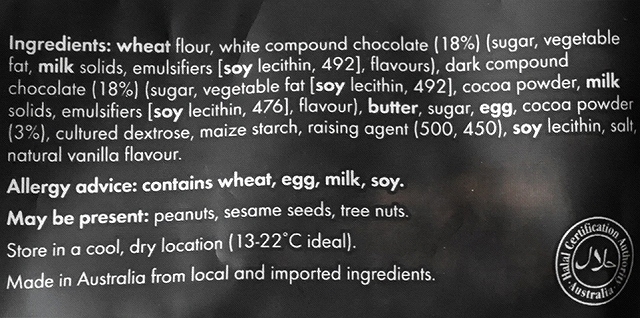 Ingredients: wheat flour, white compound chocolate (18%) (sugar, vegetable
fat, milk solids, emulsifiers [soy lecithin, 492], flavours), dark compound
chocolate (18%) (sugar, vegetable fat [soy lecithin, 492], cocoa powder, milk
solids, emulsifiers [soy lecithin, 476], flavour), butter, sugar, egg, cocoa powder
(3%), cultured dextrose, maize starch, raising agent (500, 450), soy lecithin, salt,
natural vanilla flavour.
Allergy advice: contains wheat, egg, milk, soy.
May be present: peanuts, sesame seeds, tree nuts.
Store in a cool, dry location (13-22°C ideal).
Made in Australia from local and imported ingredients.
Halal Certification Authority
حلال
Australia